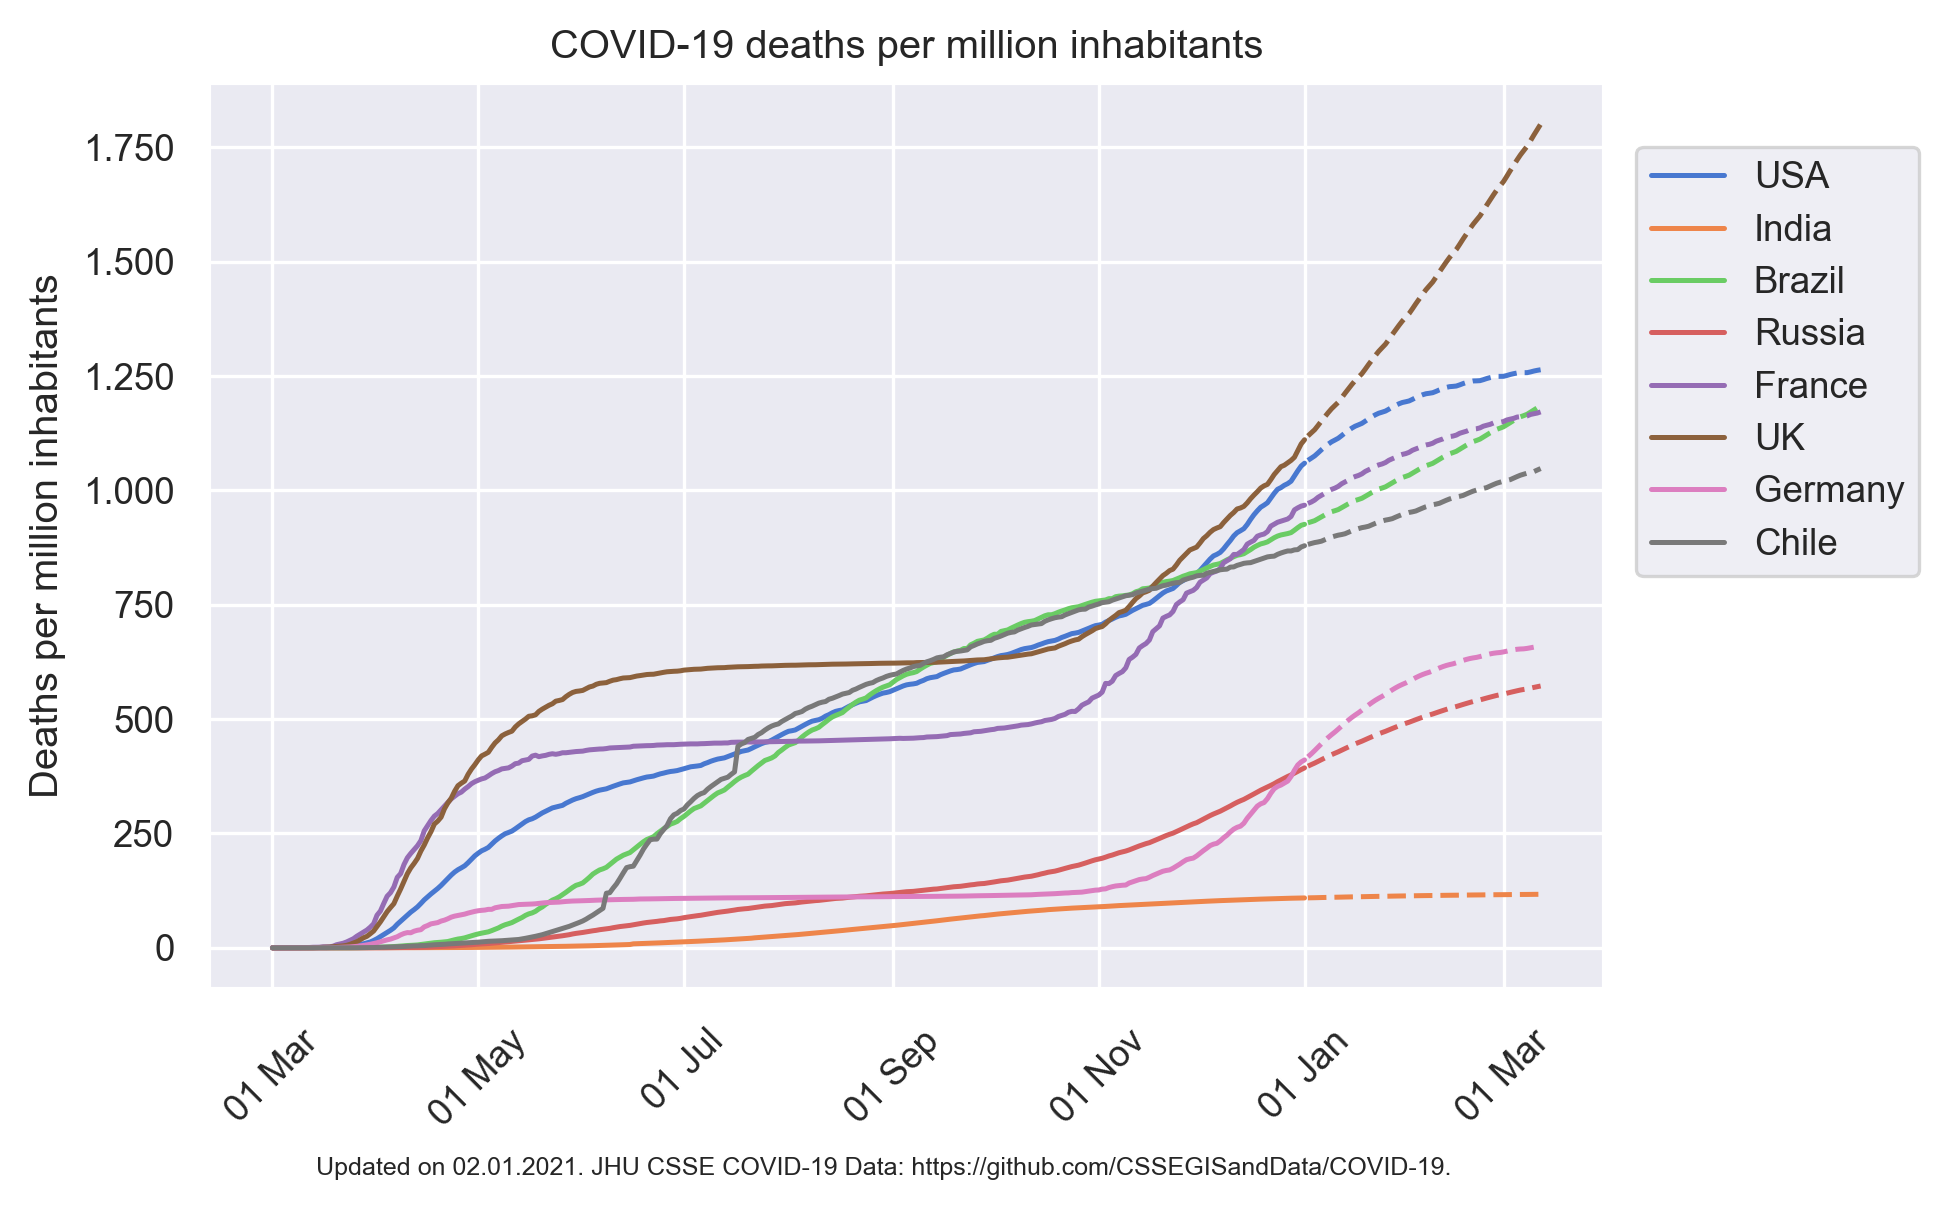 COVID-19 deaths per million inhabitants
Deaths per million inhabitants
1.750
1.500
1.250
1.000
750
500
250
0
01 Mar
01 May
01 Jul
01 Sep
01 Nov
01 Jan
01 Mar
USA
India
Brazil
Russia
France
UK
Germany
Chile
Updated on 02.01.2021. JHU CSSE COVID-19 Data: https://github.com/CSSEGISandData/COVID-19.